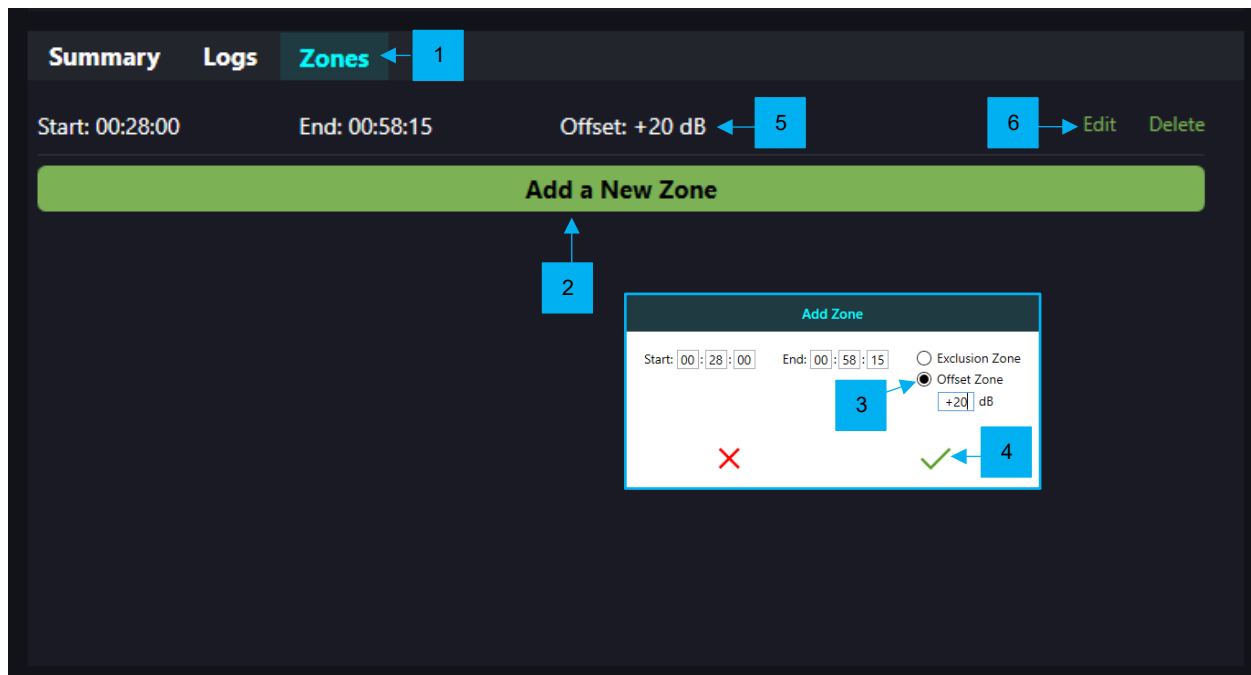 Summary Logs Zones 1
Start: 00:28:00 End: 00:58:15 Offset: +20 dB 5 6 Edit Delete
Add a New Zone
2
Add Zone
Start: 00 : 28 : 00 End: 00 : 58 : 15 Exclusion Zone
Offset Zone
3 +20 dB
4